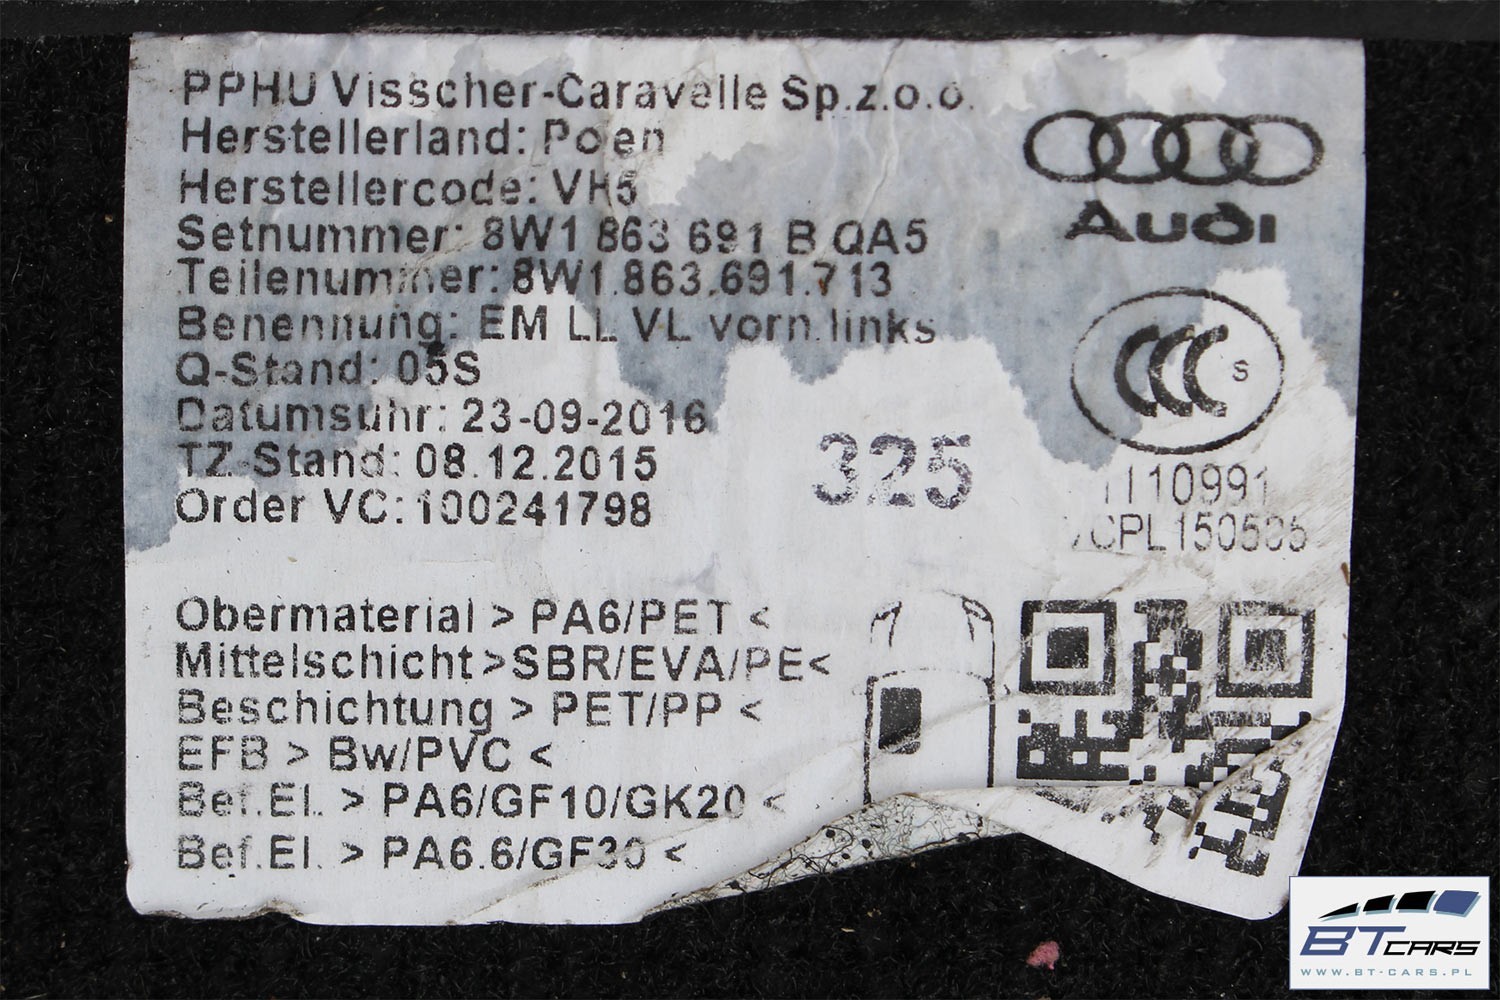 PPHU Visscher-Caravelle Sp.z.o.o.
Herstellerland: Po en
Herstellercode: VH5
Setnummer: 8W1 863 691 B QA5
Teilenummer: 8W1.863.691.713
Benennung: EM LL VL vorn.links
Q-Stand: 05S
Datumsuhr: 23-09-2016
TZ-Stand: 08.12.2015
Order VC: 100241798
Audi
CCC S
325
1110991
VCPL150505
Obermaterial > PA6/PET <
Mittelschicht >SBR/EVA/PE<
Beschichtung > PET/PP <
EFB > Bw/PVC <
Bef.El. > PA6/GF10/GK20 <
Bef.El. > PA6.6/GF30 <
BT CARS
WWW.BT-CARS.PL